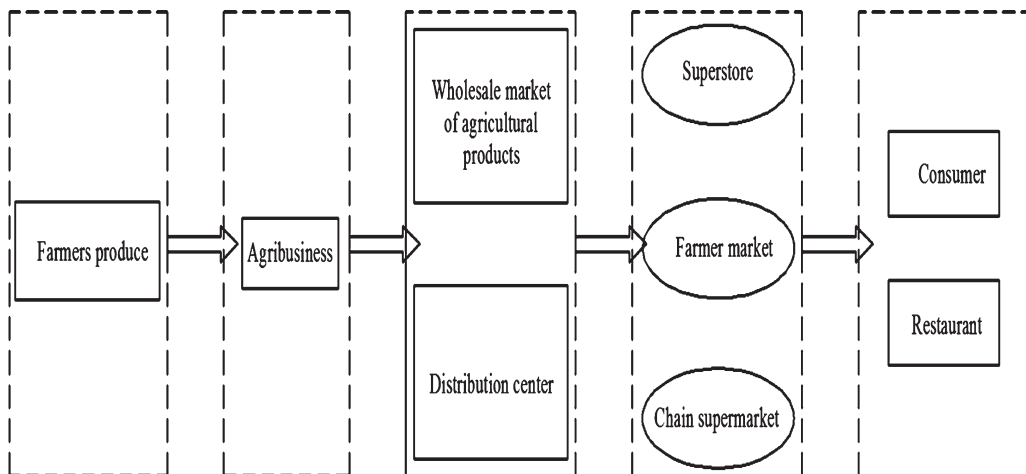 Farmers produce
Agribusiness
Wholesale market
of agricultural
products
Distribution center
Superstore
Farmer market
Chain supermarket
Consumer
Restaurant